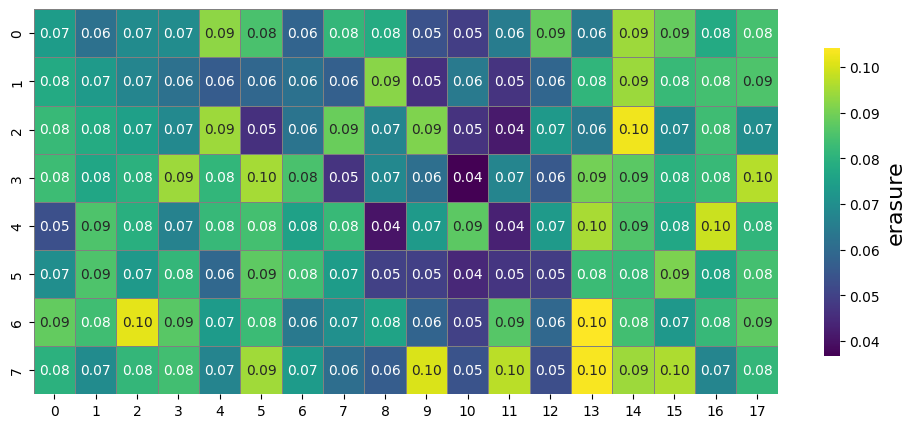 0 0.07 0.06 0.07 0.07 0.09 0.08 0.06 0.08 0.08 0.05 0.05 0.06 0.09 0.06 0.09 0.09 0.08 0.08
1 0.08 0.07 0.07 0.06 0.06 0.06 0.06 0.06 0.09 0.05 0.06 0.05 0.06 0.08 0.09 0.08 0.08 0.09
2 0.08 0.08 0.07 0.07 0.09 0.05 0.06 0.09 0.07 0.09 0.05 0.04 0.07 0.06 0.10 0.07 0.08 0.07
3 0.08 0.08 0.08 0.09 0.08 0.10 0.08 0.05 0.07 0.06 0.04 0.07 0.06 0.09 0.09 0.08 0.08 0.10
4 0.05 0.09 0.08 0.07 0.08 0.08 0.08 0.08 0.04 0.07 0.09 0.04 0.07 0.10 0.09 0.08 0.10 0.08
5 0.07 0.09 0.07 0.08 0.06 0.09 0.08 0.07 0.05 0.05 0.04 0.05 0.05 0.08 0.08 0.09 0.08 0.08
6 0.09 0.08 0.10 0.09 0.07 0.08 0.06 0.07 0.08 0.06 0.05 0.09 0.06 0.10 0.08 0.07 0.08 0.09
7 0.08 0.07 0.08 0.08 0.07 0.09 0.07 0.06 0.06 0.10 0.05 0.10 0.05 0.10 0.09 0.10 0.07 0.08
0 1 2 3 4 5 6 7 8 9 10 11 12 13 14 15 16 17
0.10
0.09
0.08
0.07
0.06
0.05
0.04
erasure